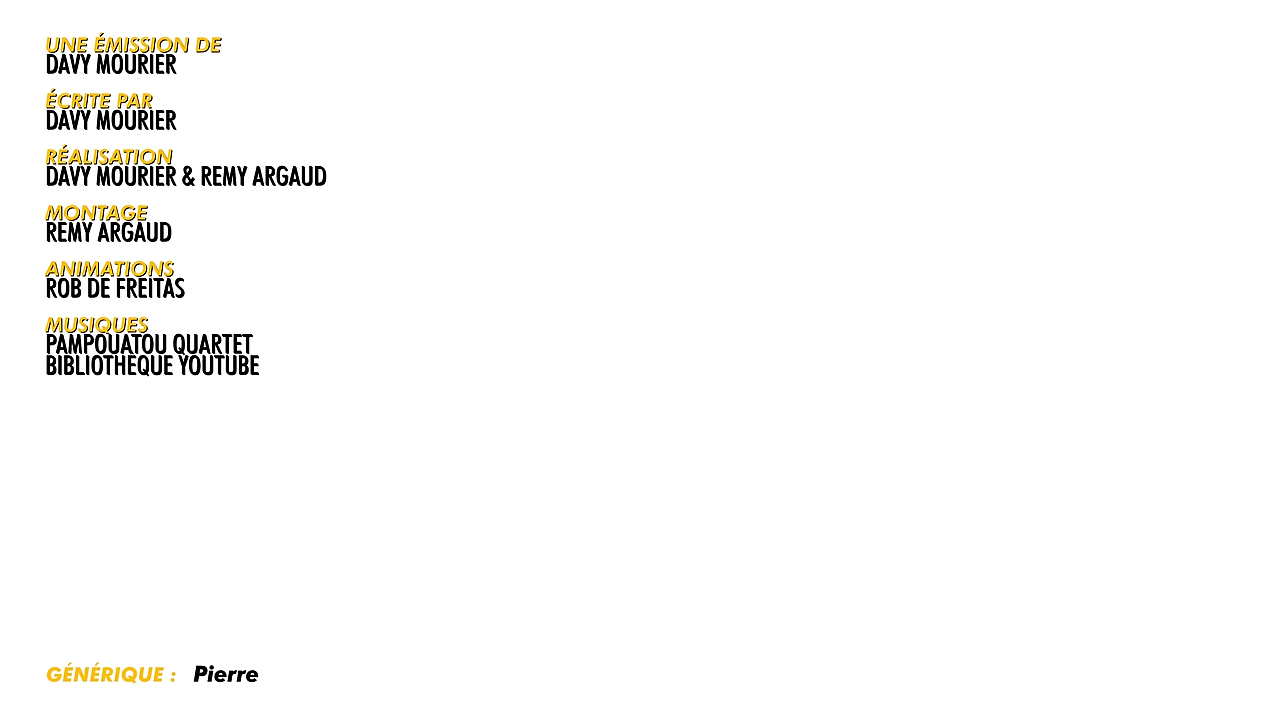 UNE ÉMISSION DE
DAVY MOURIER
ÉCRITE PAR
DAVY MOURIER
RÉALISATION
DAVY MOURIER & REMY ARGAUD
MONTAGE
REMY ARGAUD
ANIMATIONS
ROB DE FREITAS
MUSIQUES
PAMPOUATOU QUARTET
BIBLIOTHEQUE YOUTUBE
GÉNÉRIQUE : Pierre